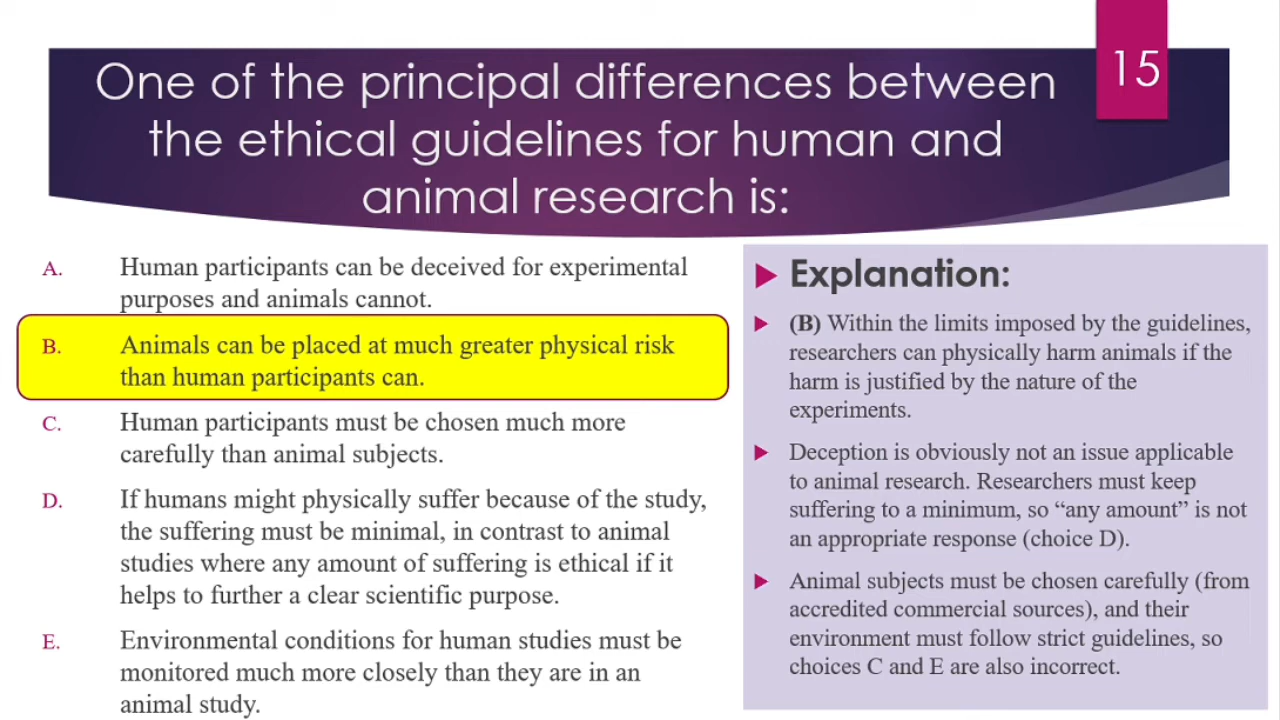 One of the principal differences between
the ethical guidelines for human and
animal research is:
15
A. Human participants can be deceived for experimental
purposes and animals cannot.
B. Animals can be placed at much greater physical risk
than human participants can.
C. Human participants must be chosen much more
carefully than animal subjects.
D. If humans might physically suffer because of the study,
the suffering must be minimal, in contrast to animal
studies where any amount of suffering is ethical if it
helps to further a clear scientific purpose.
E. Environmental conditions for human studies must be
monitored much more closely than they are in an
animal study.
Explanation:
(B) Within the limits imposed by the guidelines,
researchers can physically harm animals if the
harm is justified by the nature of the
experiments.
Deception is obviously not an issue applicable
to animal research. Researchers must keep
suffering to a minimum, so “any amount” is not
an appropriate response (choice D).
Animal subjects must be chosen carefully (from
accredited commercial sources), and their
environment must follow strict guidelines, so
choices C and E are also incorrect.